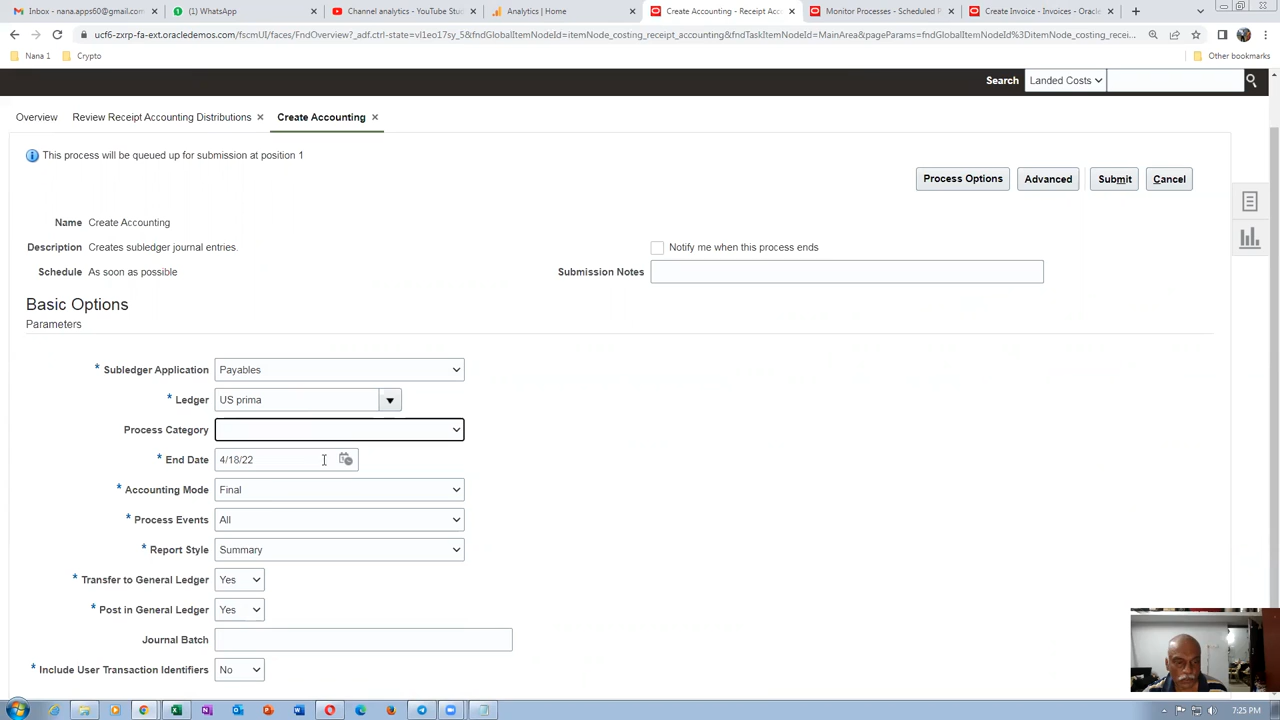 Inbox - nana.apps60@gmail.com
(1) WhatsApp
Channel analytics - YouTube Stu
Analytics | Home
Create Accounting - Receipt Acc
Monitor Processes - Scheduled P
Create Invoice - Invoices - Oracle
ucf6-zxrp-fa-ext.oracledemos.com/fscmUI/faces/FndOverview?_adf.ctrl-state=vl1eo17sy_5&fndGlobalItemNodeId=itemNode_costing_receipt_accounting&fndTaskItemNodeId=MainArea&pageParams=fndGlobalItemNodeId%3DitemNode_costing_recei...
Nana 1
Crypto
Other bookmarks
Search
Landed Costs
Overview
Review Receipt Accounting Distributions
Create Accounting
This process will be queued up for submission at position 1
Process Options
Advanced
Submit
Cancel
Name Create Accounting
Description Creates subledger journal entries.
Notify me when this process ends
Schedule As soon as possible
Submission Notes
Basic Options
Parameters
* Subledger Application Payables
* Ledger US prima
Process Category
* End Date 4/18/22
* Accounting Mode Final
* Process Events All
* Report Style Summary
* Transfer to General Ledger Yes
* Post in General Ledger Yes
Journal Batch
* Include User Transaction Identifiers No
7:25 PM